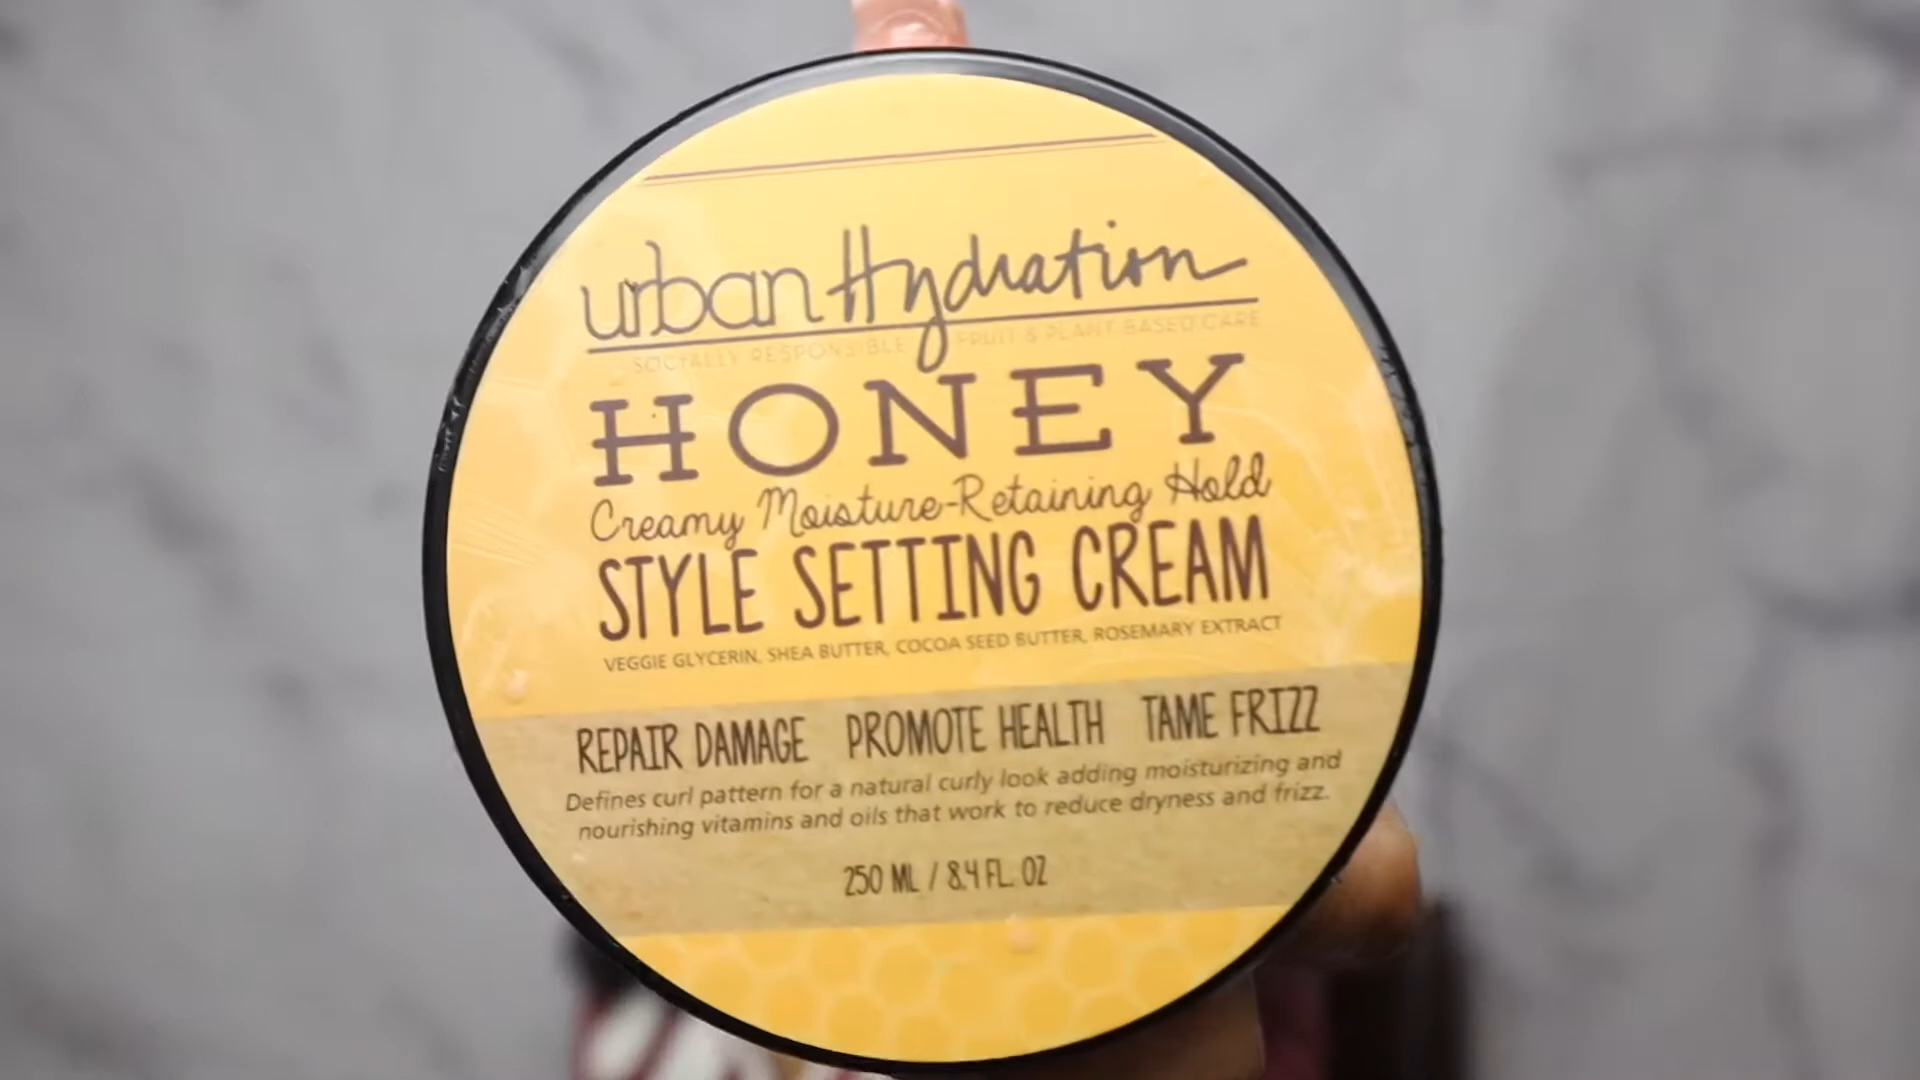 urban Hydration
SOCIALLY RESPONSIBLE FRUIT & PLANT BASED CARE
HONEY
Creamy Moisture-Retaining Hold
STYLE SETTING CREAM
VEGGIE GLYCERIN, SHEA BUTTER, COCOA SEED BUTTER, ROSEMARY EXTRACT
REPAIR DAMAGE PROMOTE HEALTH TAME FRIZZ
Defines curl pattern for a natural curly look adding moisturizing and
nourishing vitamins and oils that work to reduce dryness and frizz.
250 ML / 8.4 FL. OZ